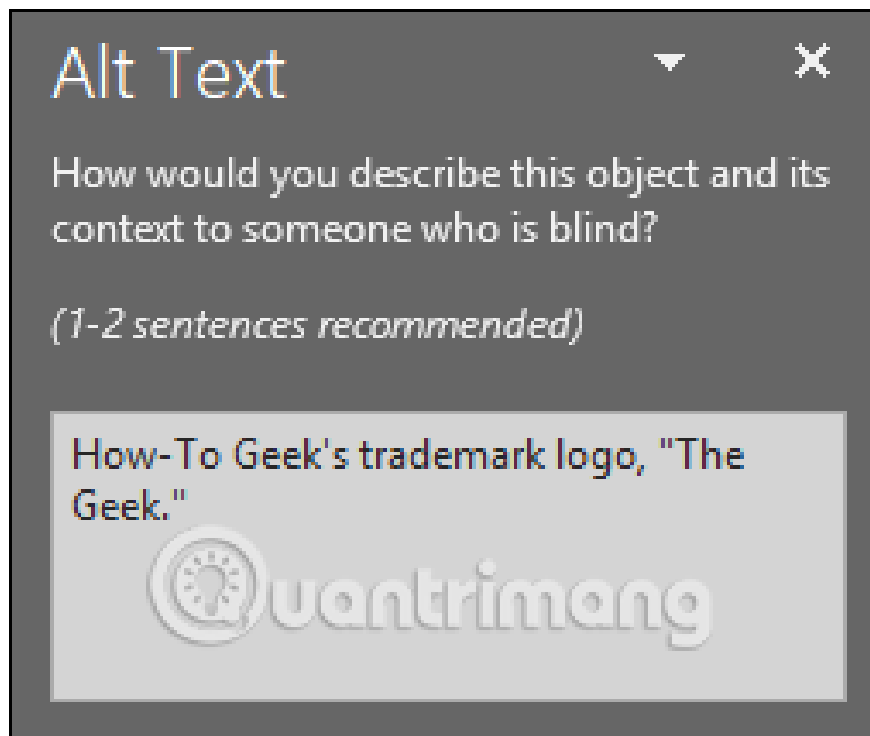 Alt Text
How would you describe this object and its
context to someone who is blind?
(1-2 sentences recommended)
How-To Geek's trademark logo, "The
Geek."
Quantrimang